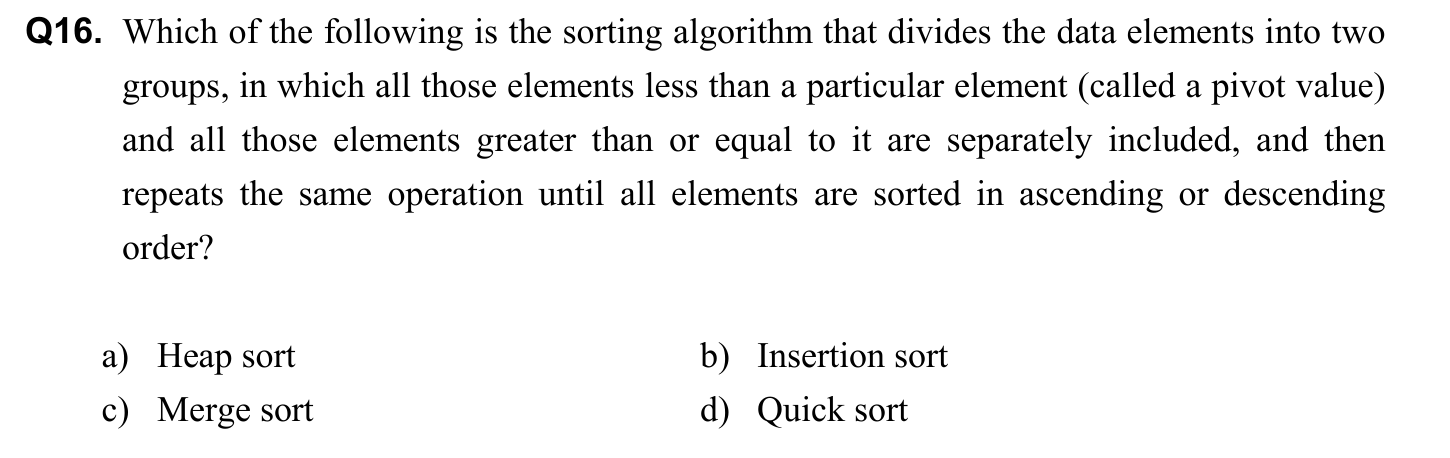 Q16. Which of the following is the sorting algorithm that divides the data elements into two
groups, in which all those elements less than a particular element (called a pivot value)
and all those elements greater than or equal to it are separately included, and then
repeats the same operation until all elements are sorted in ascending or descending
order?
a) Heap sort b) Insertion sort
c) Merge sort d) Quick sort